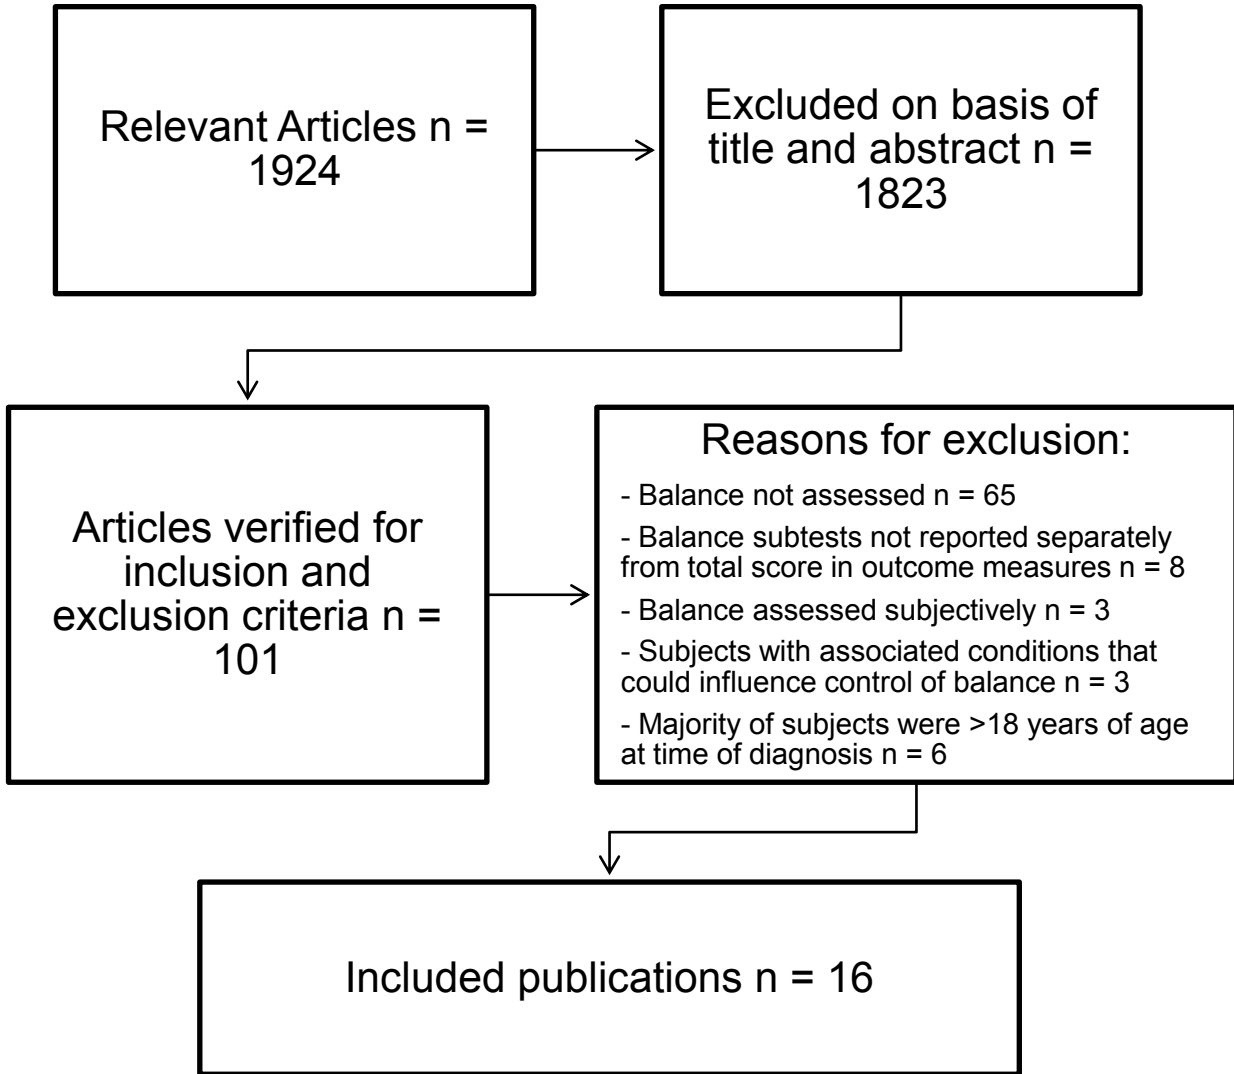 Relevant Articles n =
1924
Excluded on basis of
title and abstract n =
1823
Articles verified for
inclusion and
exclusion criteria n =
101
Reasons for exclusion:
- Balance not assessed n = 65
- Balance subtests not reported separately
from total score in outcome measures n = 8
- Balance assessed subjectively n = 3
- Subjects with associated conditions that
could influence control of balance n = 3
- Majority of subjects were >18 years of age
at time of diagnosis n = 6
Included publications n = 16